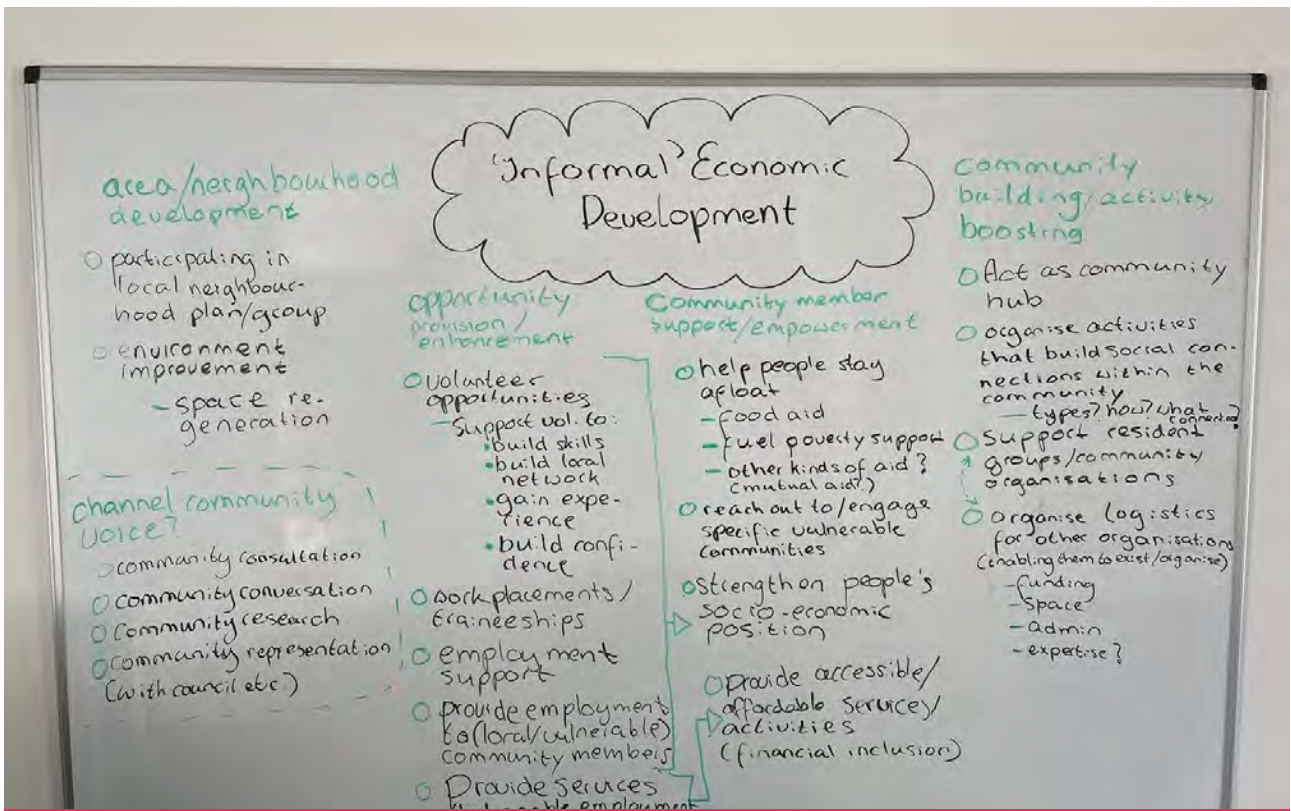 'Informal' Economic
Development
area/neighbourhood
development
participating in
local neighbour-
hood plan/group
environment
improvement
- space re-
generation
channel community
voice?
community consultation
community conversation
community research
community representation
(with council etc.)
opportunity
provision/
enhancement
volunteer
opportunities
- Support vol. to:
• build skills
• build local
network
• gain expe-
rience
• build confi-
dence
work placements/
traineeships
employment
support
provide employment
to (local/vulnerable)
community members
Provide services
employment
Community member
support/empowerment
help people stay
afloat
- food aid
- fuel poverty support
- other kinds of aid?
(mutual aid?)
reach out to/engage
specific vulnerable
communities
strengthen people's
socio-economic
position
provide accessible/
affordable services/
activities
(financial inclusion)
community
building/activity
boosting
Act as community
hub
organise activities
that build social con-
nections within the
community
- types? how? what connected?
Support resident
groups/community
organisations
organise logistics
for other organisations
(enabling them to exist/organise)
- funding
- space
- admin
- expertise?